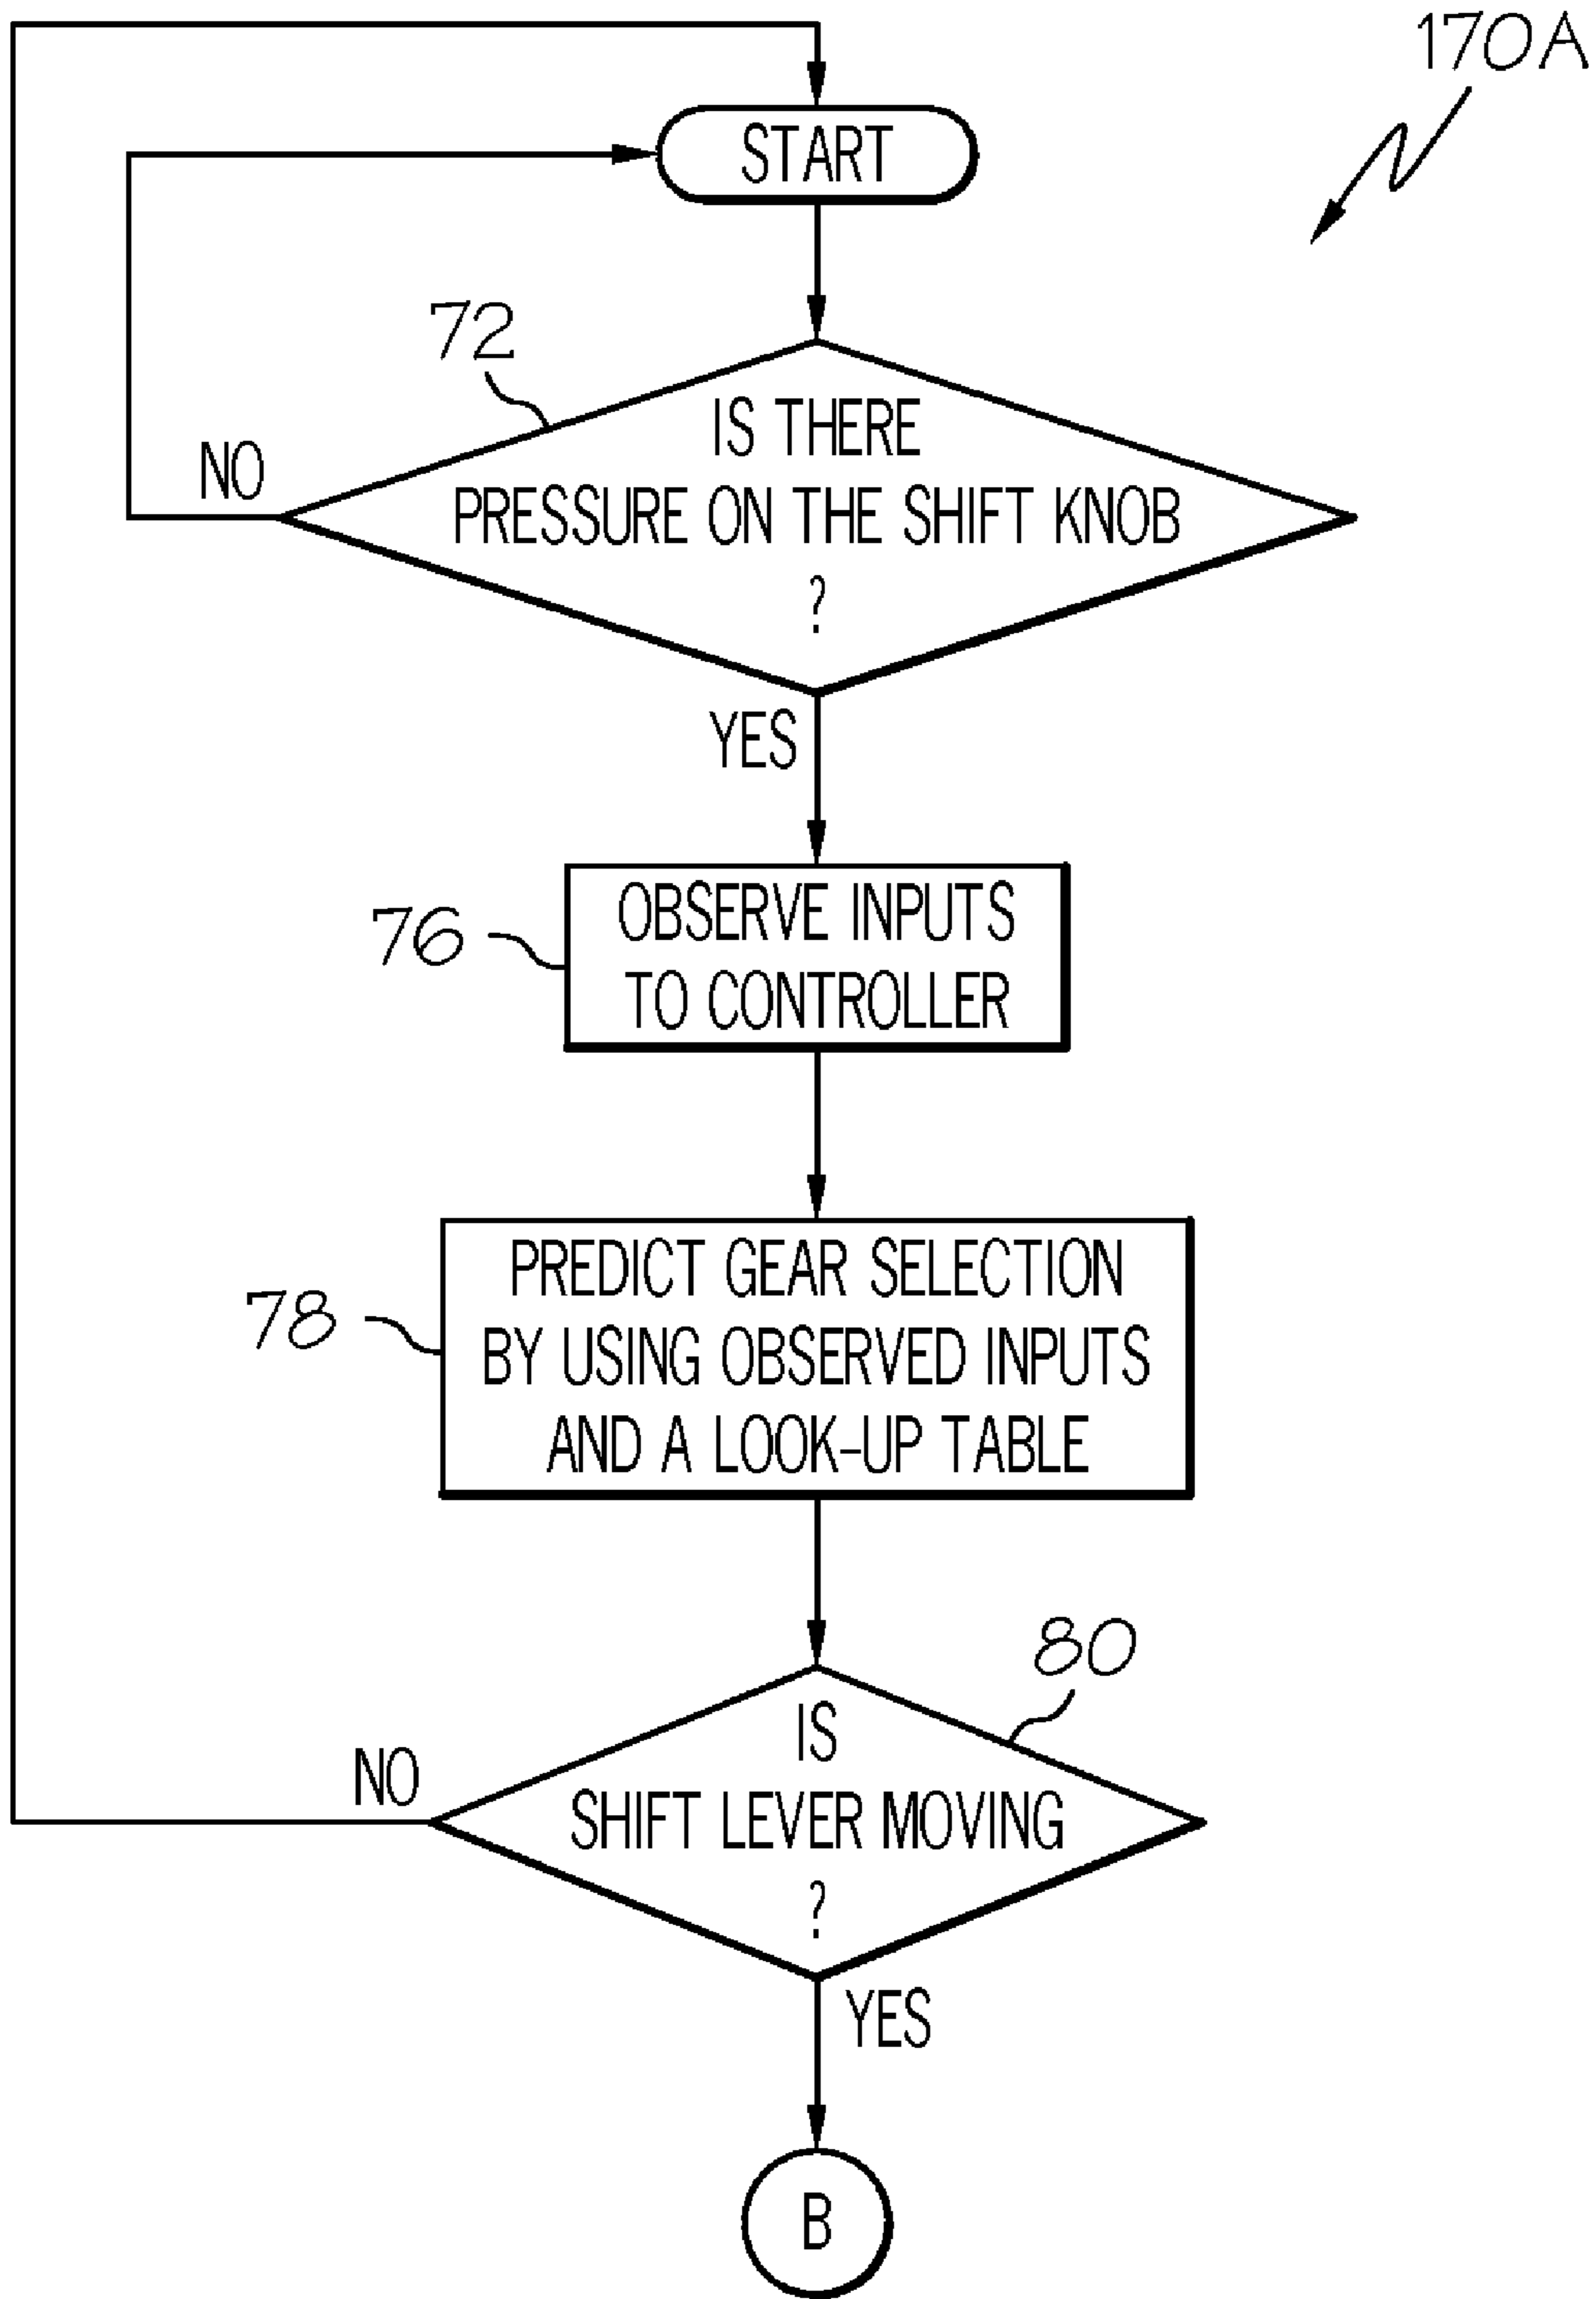 170A
START
72
IS THERE
NO
PRESSURE ON THE SHIFT KNOB
?
YES
76
OBSERVE INPUTS
TO CONTROLLER
78
PREDICT GEAR SELECTION
BY USING OBSERVED INPUTS
AND A LOOK-UP TABLE
80
IS
NO
SHIFT LEVER MOVING
?
YES
B